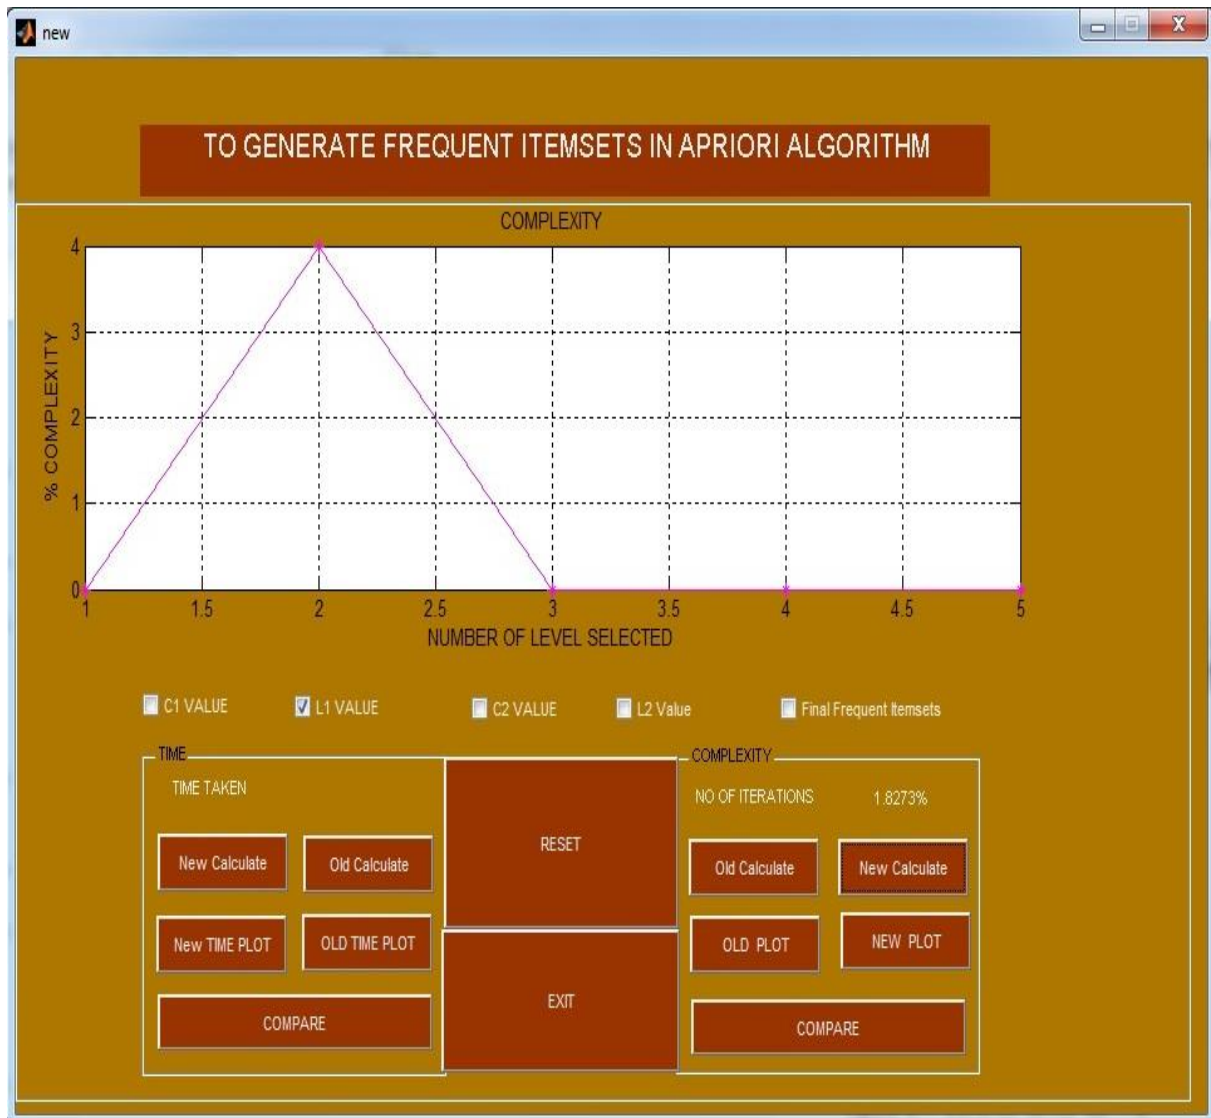 new
TO GENERATE FREQUENT ITEMSETS IN APRIORI ALGORITHM
COMPLEXITY
4
3
2
1
0
% COMPLEXITY
1 1.5 2 2.5 3 3.5 4 4.5 5
NUMBER OF LEVEL SELECTED
C1 VALUE L1 VALUE C2 VALUE L2 Value Final Frequent Itemsets
TIME
TIME TAKEN
New Calculate Old Calculate
New TIME PLOT OLD TIME PLOT
COMPARE
RESET
EXIT
COMPLEXITY
NO OF ITERATIONS 1.8273%
Old Calculate New Calculate
OLD PLOT NEW PLOT
COMPARE